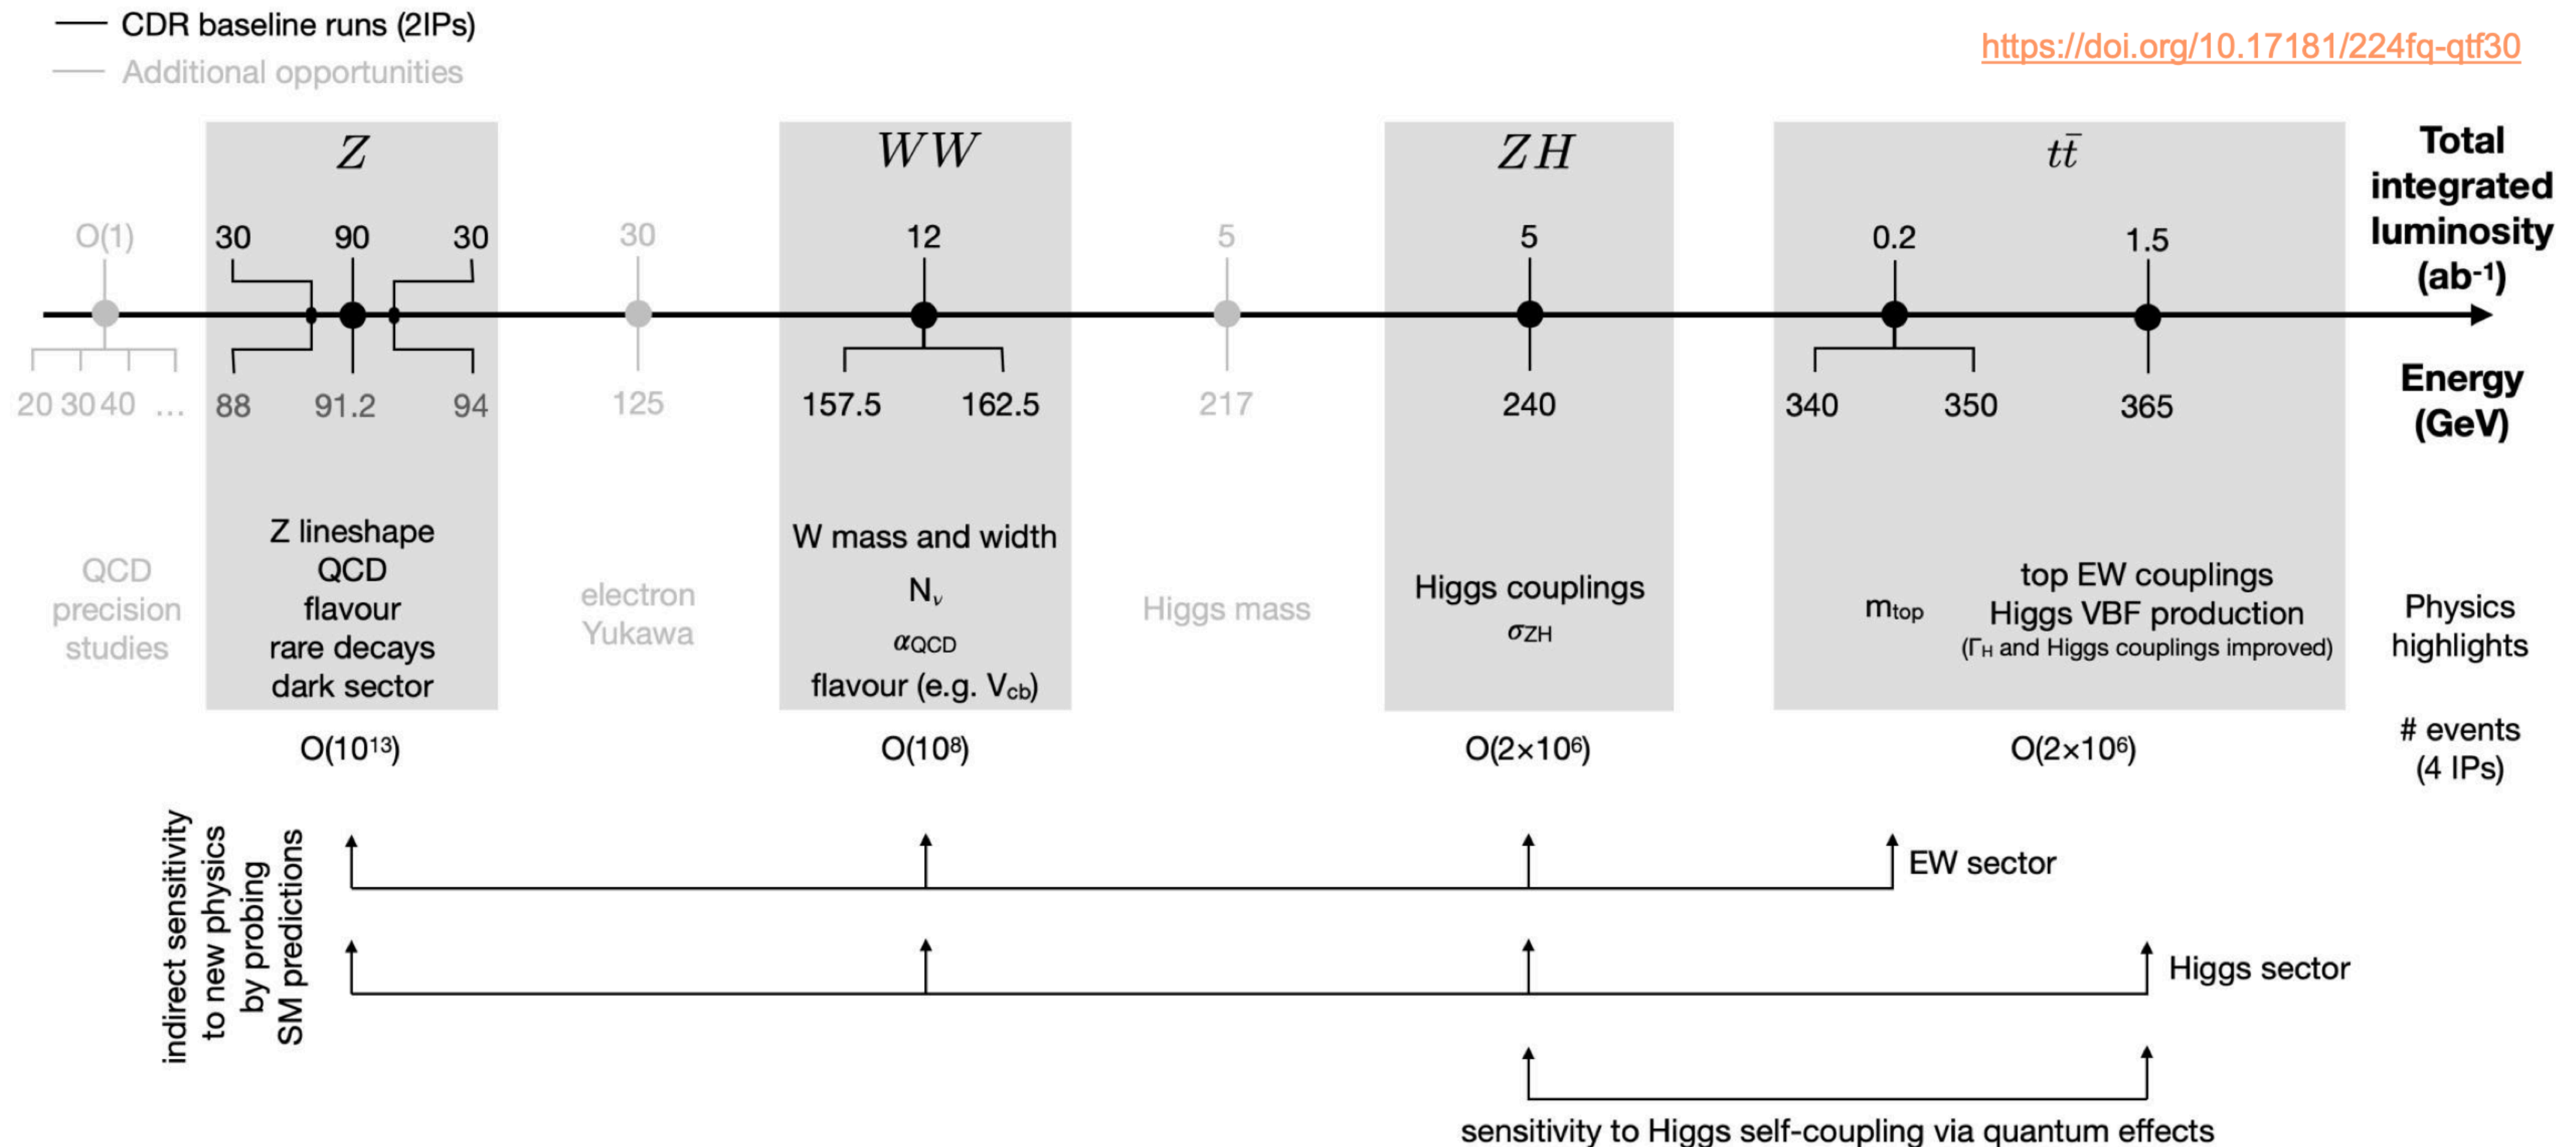 CDR baseline runs (2IPs)
Additional opportunities
https://doi.org/10.17181/224fq-qtf30
Z
WW
ZH
tt̄
Total
integrated
luminosity
(ab-1)
O(1)
30
90
30
30
12
5
5
0.2
1.5
20 30 40 ...
88
91.2
94
125
157.5
162.5
217
240
340
350
365
Energy
(GeV)
QCD
precision
studies
Z lineshape
QCD
flavour
rare decays
dark sector
electron
Yukawa
W mass and width
Nν
αQCD
flavour (e.g. Vcb)
Higgs mass
Higgs couplings
σZH
mtop
top EW couplings
Higgs VBF production
(ΓH and Higgs couplings improved)
Physics
highlights
O(10¹³)
O(10⁸)
O(2×10⁶)
O(2×10⁶)
# events
(4 IPs)
indirect sensitivity
to new physics
by probing
SM predictions
EW sector
Higgs sector
sensitivity to Higgs self-coupling via quantum effects